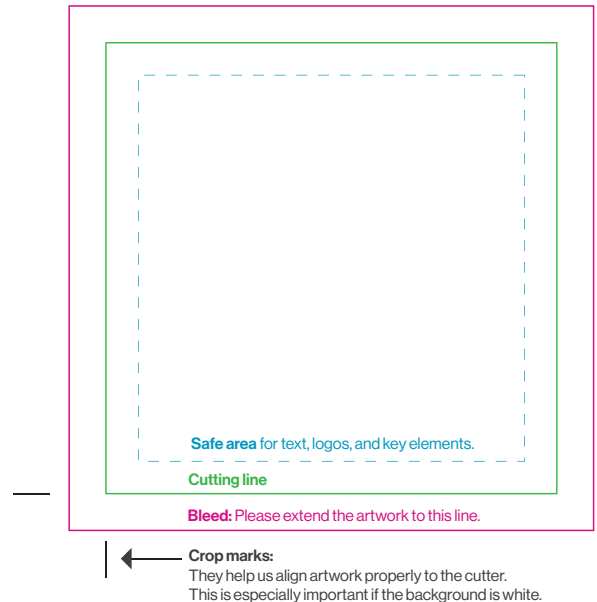 Safe area for text, logos, and key elements.
Cutting line
Bleed: Please extend the artwork to this line.
Crop marks:
They help us align artwork properly to the cutter.
This is especially important if the background is white.